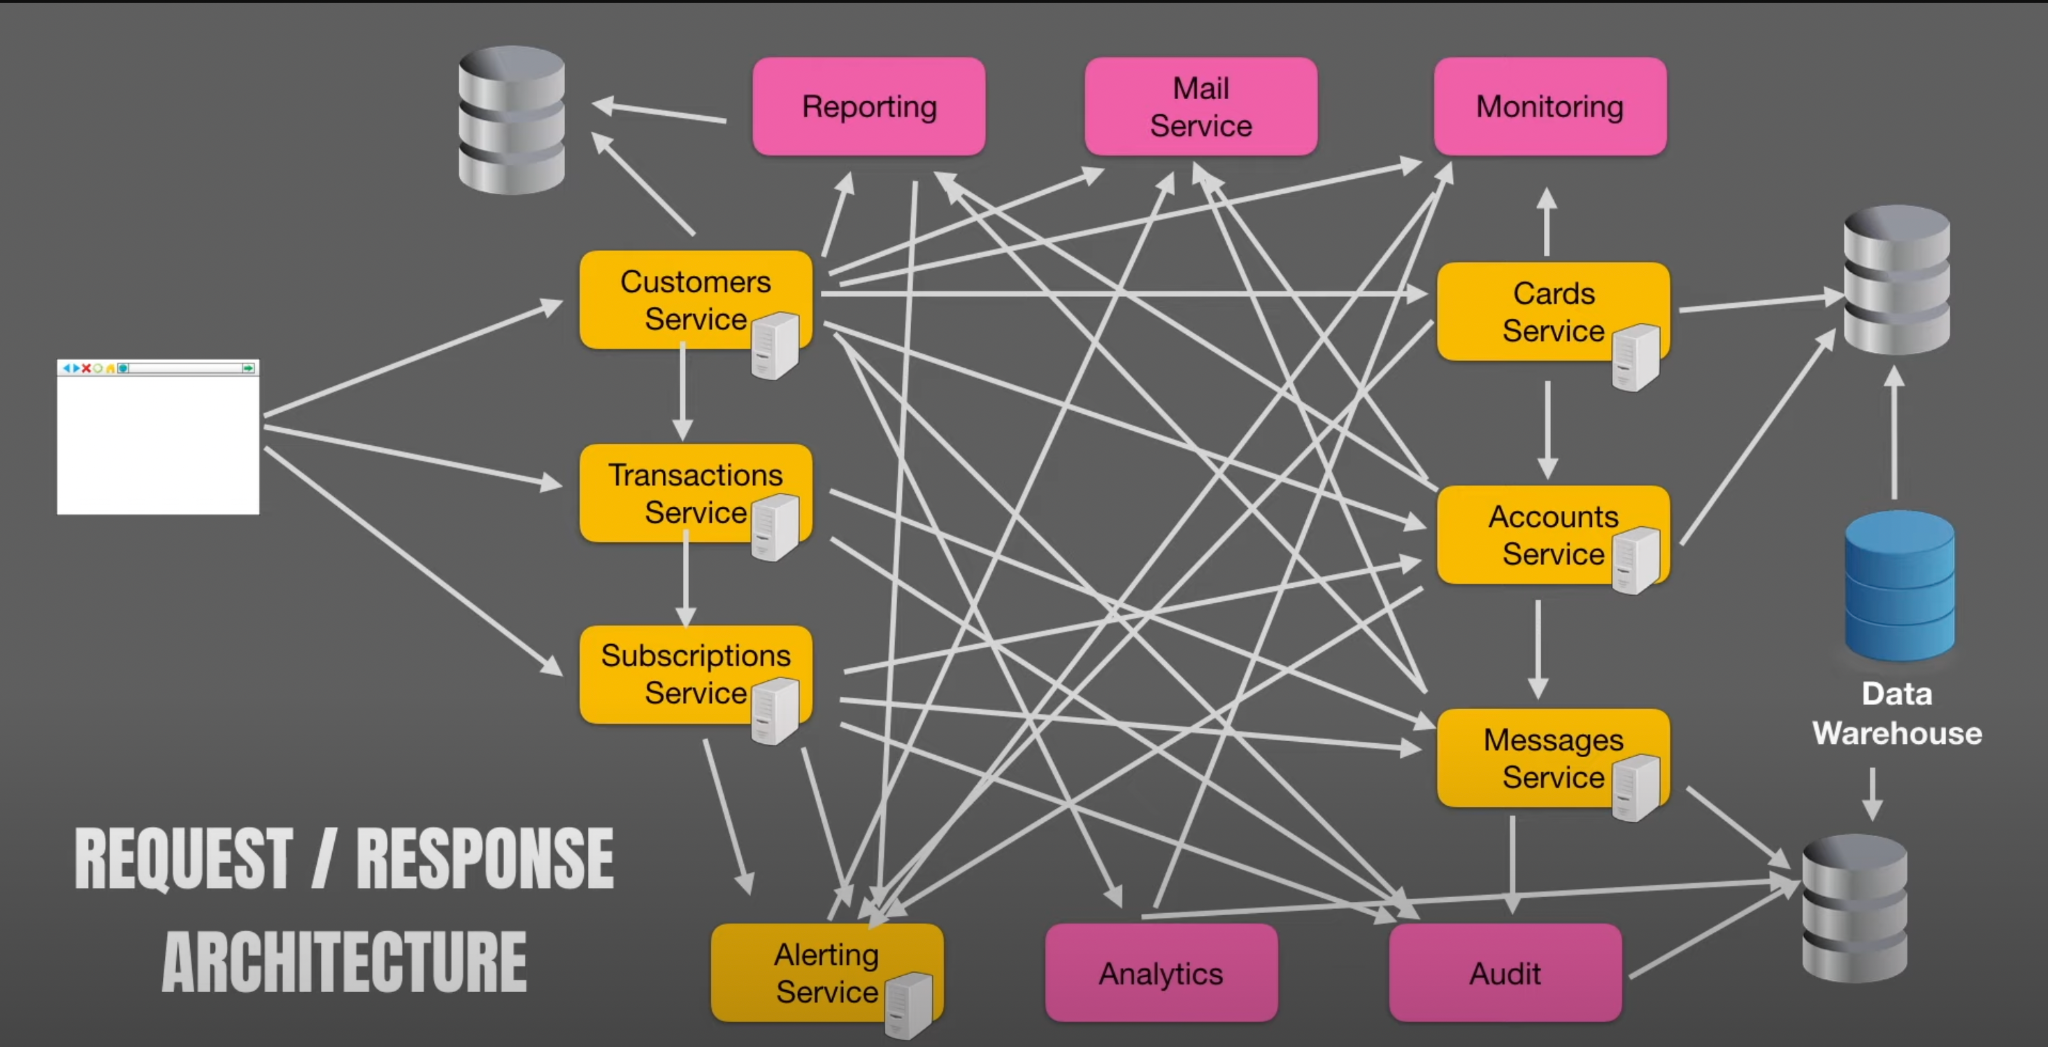 Reporting
Mail
Service
Monitoring
Customers
Service
Cards
Service
Transactions
Service
Accounts
Service
Subscriptions
Service
Messages
Service
Data
Warehouse
REQUEST / RESPONSE
ARCHITECTURE
Alerting
Service
Analytics
Audit